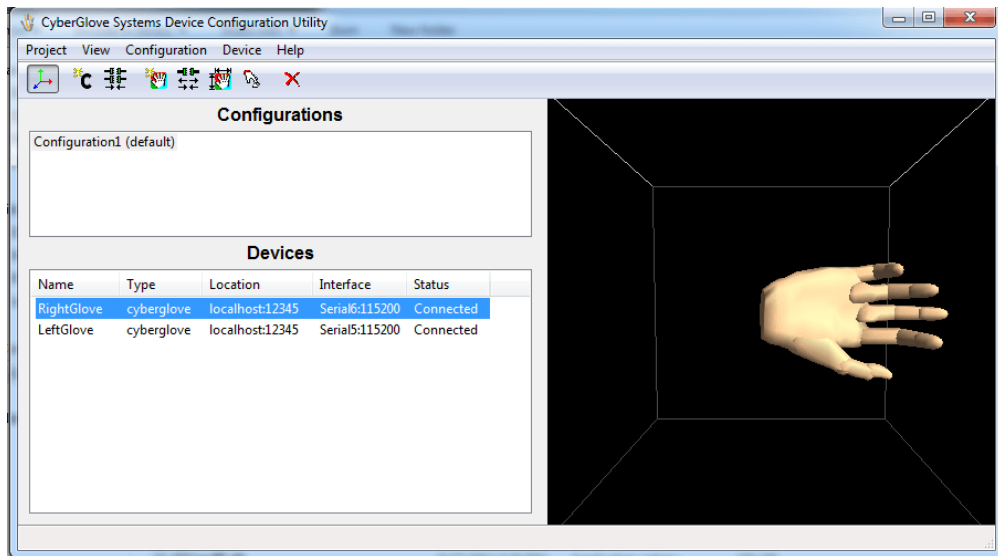 CyberGlove Systems Device Configuration Utility
Project View Configuration Device Help
C
Configurations
Configuration1 (default)
Devices
Name Type Location Interface Status
RightGlove cyberglove localhost:12345 Serial6:115200 Connected
LeftGlove cyberglove localhost:12345 Serial5:115200 Connected